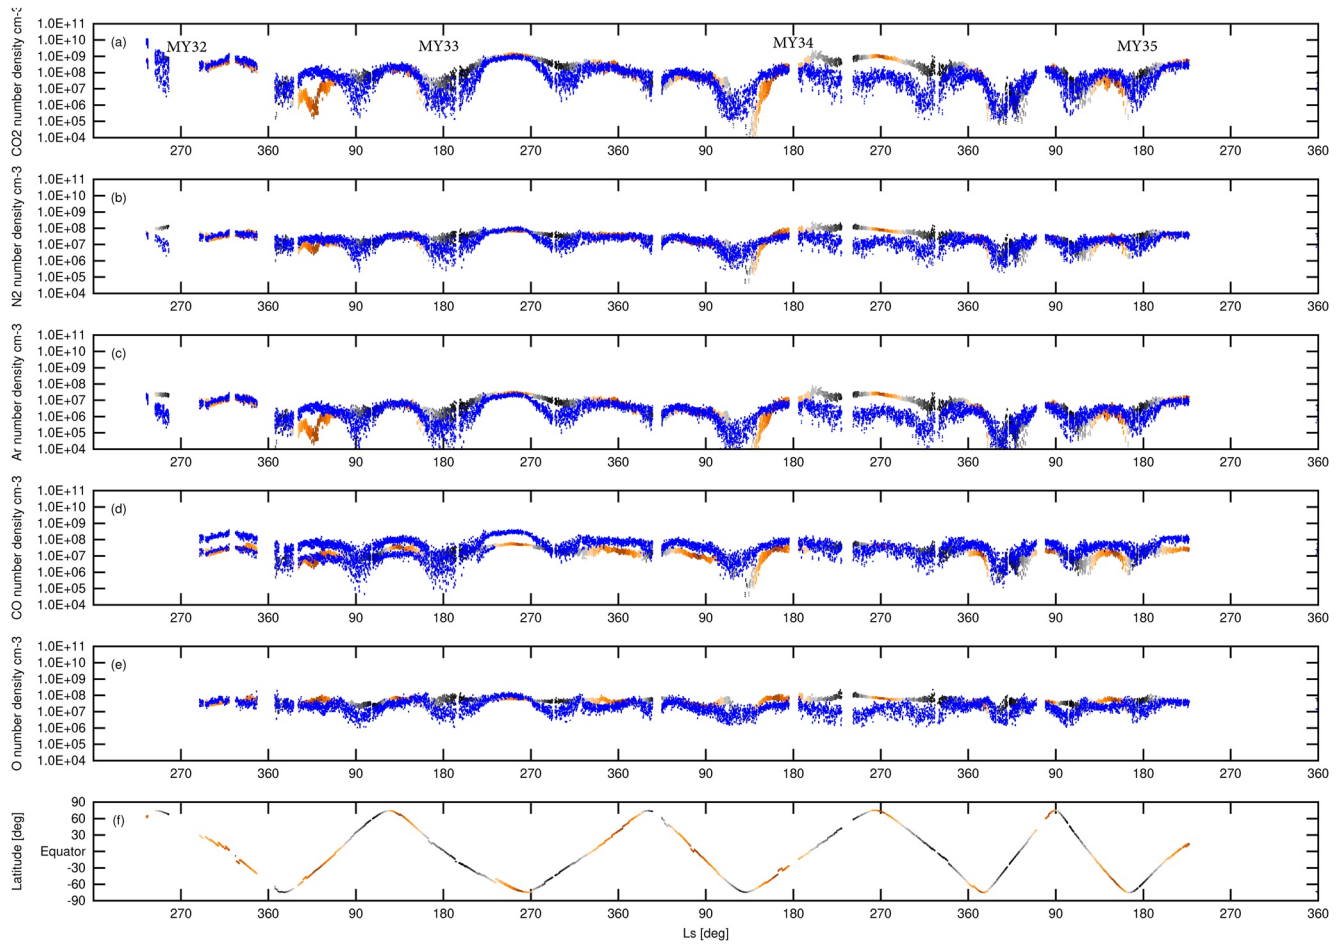 CO2 number density cm-3
1.0E+11
1.0E+10
1.0E+09
1.0E+08
1.0E+07
1.0E+06
1.0E+05
1.0E+04
(a)
MY32
MY33
MY34
MY35
270 360 90 180 270 360 90 180 270 360 90 180 270 360
N2 number density cm-3
1.0E+11
1.0E+10
1.0E+09
1.0E+08
1.0E+07
1.0E+06
1.0E+05
1.0E+04
(b)
270 360 90 180 270 360 90 180 270 360 90 180 270 360
Ar number density cm-3
1.0E+11
1.0E+10
1.0E+09
1.0E+08
1.0E+07
1.0E+06
1.0E+05
1.0E+04
(c)
270 360 90 180 270 360 90 180 270 360 90 180 270 360
CO number density cm-3
1.0E+11
1.0E+10
1.0E+09
1.0E+08
1.0E+07
1.0E+06
1.0E+05
1.0E+04
(d)
270 360 90 180 270 360 90 180 270 360 90 180 270 360
O number density cm-3
1.0E+11
1.0E+10
1.0E+09
1.0E+08
1.0E+07
1.0E+06
1.0E+05
1.0E+04
(e)
270 360 90 180 270 360 90 180 270 360 90 180 270 360
Latitude [deg]
90
60
30
Equator
-30
-60
-90
(f)
270 360 90 180 270 360 90 180 270 360 90 180 270 360
Ls [deg]